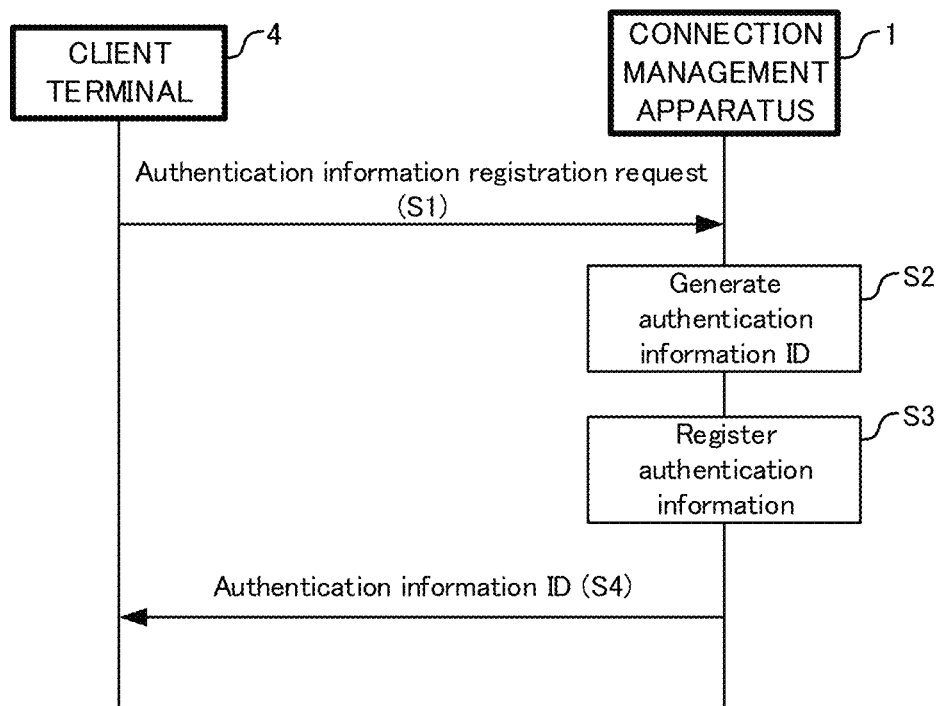 CLIENT
TERMINAL
4
CONNECTION
MANAGEMENT
APPARATUS
1
Authentication information registration request
(S1)
Generate
authentication
information ID
S2
Register
authentication
information
S3
Authentication information ID (S4)